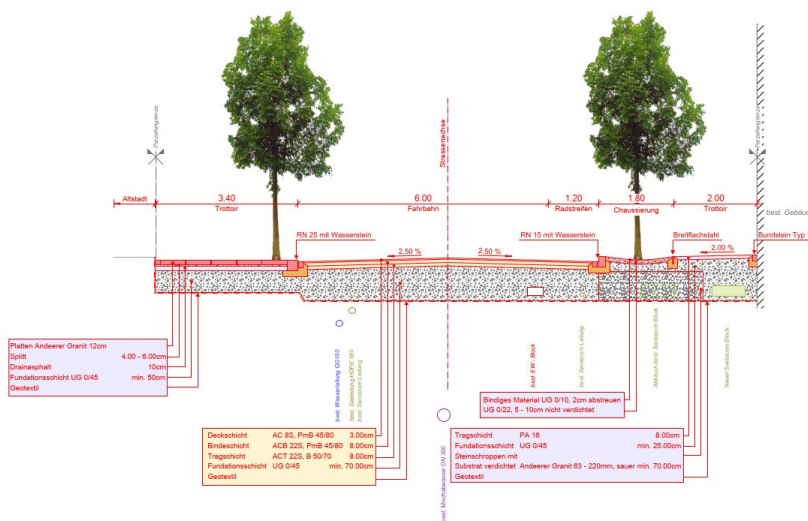 Parzellengrenze
Strassenachse
Parzellengrenze
Altstadt
3.40
6.00
1.20
1.80
2.00
Trottoir
Fahrbahn
Radstreifen
Chaussierung
Trottoir
best. Gebäud
RN 25 mit Wasserstein
RN 15 mit Wasserstein
Breitflachstahl
Bundstein Typ 1
2.50 %
2,50 %
2.00 %
Platten Andeerer Granit 12cm
Splitt 4.00 - 6.00cm
Drainasphalt 10cm
Fundationsschicht UG 0/45 min. 50cm
Geotextil
best. Wasserleitung GG150
best. Gasleitung HDPE 160
best. Swisscom Leitung
best. Mischabwasser DN 300
best. EW - Block
best. Swisscom Leitung
Abbruch best. Swisscom Block
Neuer Swisscom Block
Bindiges Material UG 0/10, 2cm abstreuen
UG 0/22, 5 - 10cm nicht verdichtet
Deckschicht AC 8S, PmB 45/80 3.00cm
Bindeschicht ACB 22S, PmB 45/80 8.00cm
Tragschicht ACT 22S, B 50/70 8.00cm
Fundationsschicht UG 0/45 min. 70.00cm
Geotextil
Tragschicht PA 16 8.00cm
Fundationsschicht UG 0/45 min. 25.00cm
Steinschroppen mit
Substrat verdichtet Andeerer Granit 63 - 220mm, sauer min. 70.00cm
Geotextil